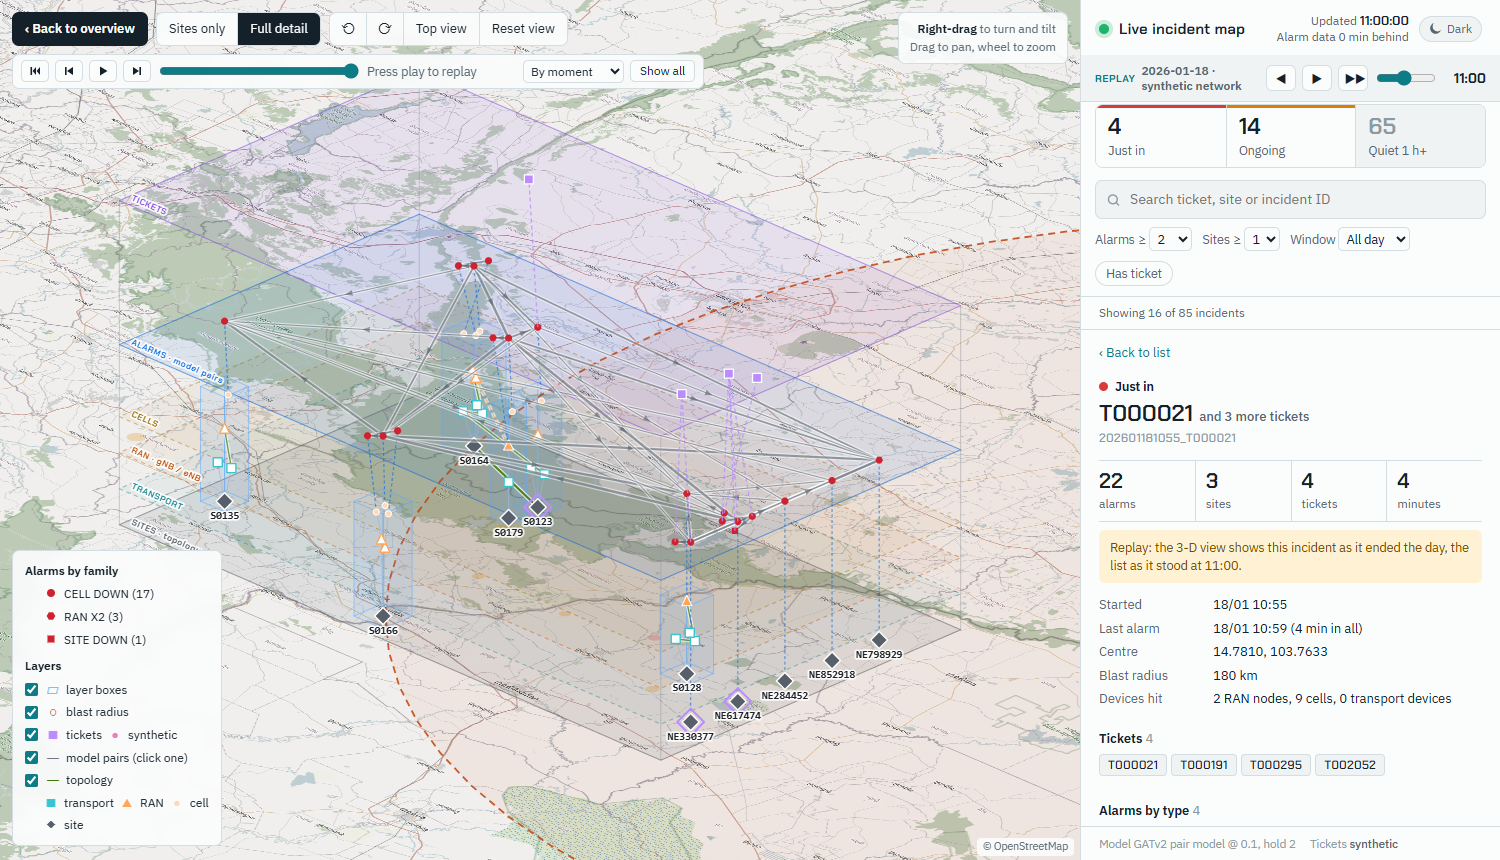 ‹ Back to overview
Sites only
Full detail
Top view
Reset view
Right-drag to turn and tilt
Drag to pan, wheel to zoom
Press play to replay
By moment
Show all
TICKETS
ALARMS · model pairs
CELLS
RAN · gNB / eNB
TRANSPORT
SITES · topology
S0135
S0164
S0179
S0123
S0166
S0128
NE330377
NE617474
NE284452
NE852918
NE798929
Alarms by family
CELL DOWN (17)
RAN X2 (3)
SITE DOWN (1)
Layers
layer boxes
blast radius
tickets
synthetic
model pairs (click one)
topology
transport
RAN
cell
site
© OpenStreetMap
Live incident map
Updated 11:00:00
Alarm data 0 min behind
Dark
REPLAY
2026-01-18 ·
synthetic network
11:00
4
Just in
14
Ongoing
65
Quiet 1 h+
Search ticket, site or incident ID
Alarms ≥ 2
Sites ≥ 1
Window All day
Has ticket
Showing 16 of 85 incidents
‹ Back to list
Just in
T000021 and 3 more tickets
202601181055_T000021
22
alarms
3
sites
4
tickets
4
minutes
Replay: the 3-D view shows this incident as it ended the day, the
list as it stood at 11:00.
Started 18/01 10:55
Last alarm 18/01 10:59 (4 min in all)
Centre 14.7810, 103.7633
Blast radius 180 km
Devices hit 2 RAN nodes, 9 cells, 0 transport devices
Tickets 4
T000021
T000191
T000295
T002052
Alarms by type 4
Model GATv2 pair model @ 0.1, hold 2
Tickets synthetic